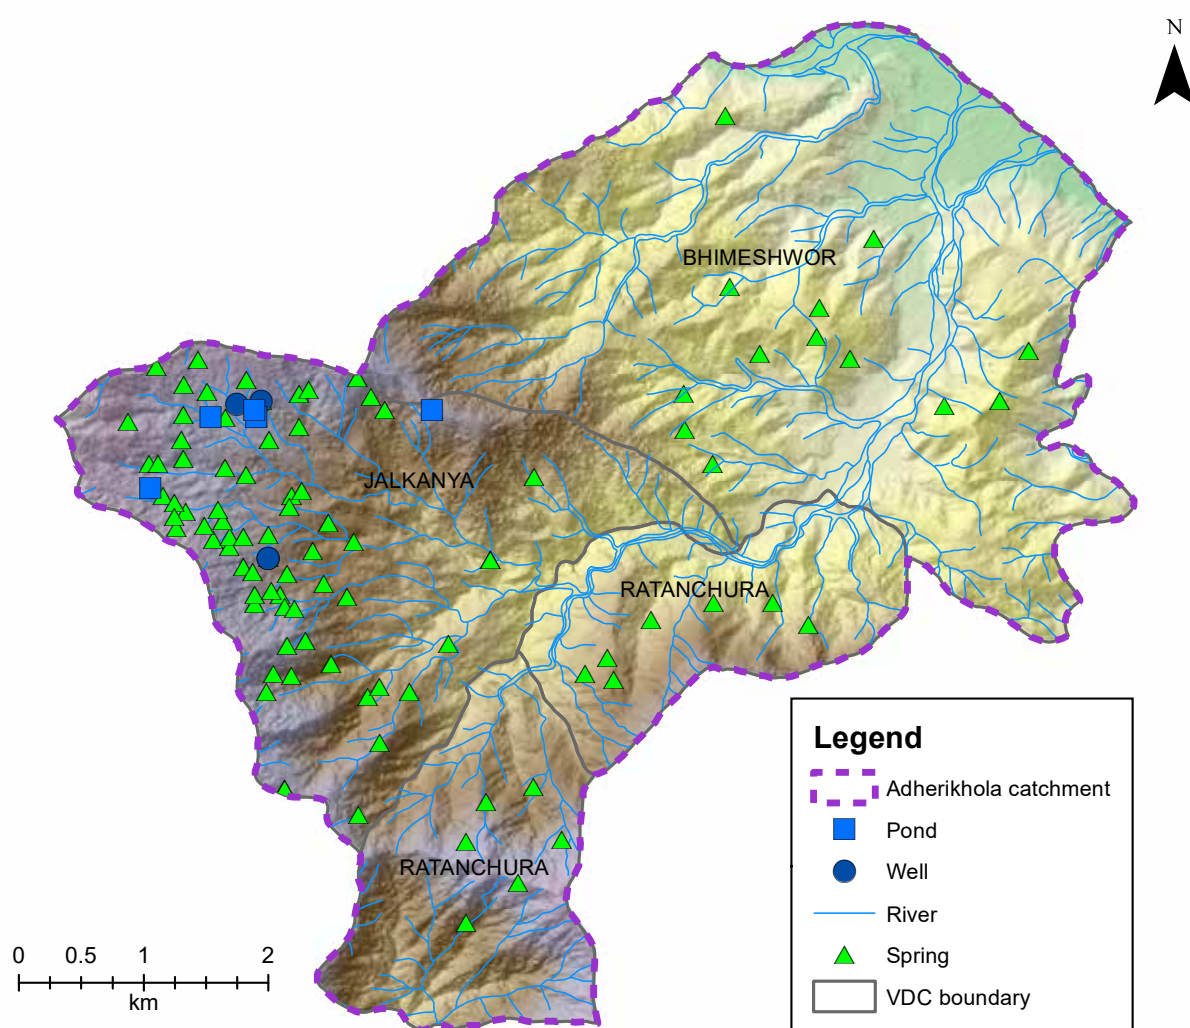 N
BHIMESHWOR
JALKANYA
RATANCHURA
RATANCHURA
Legend
Adherikhola catchment
Pond
Well
River
Spring
VDC boundary
0 0.5 1 2
km